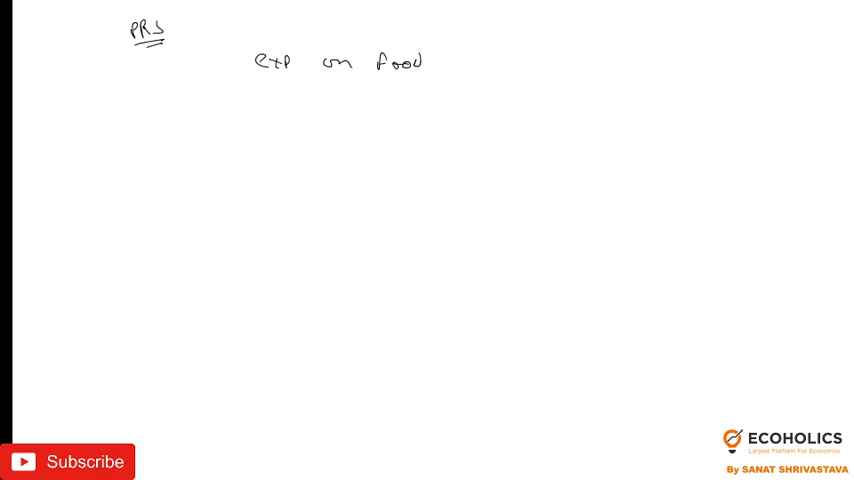 PRS
exp on food
Subscribe
ECOHOLICS
Largest Platform For Economics
By SANAT SHRIVASTAVA